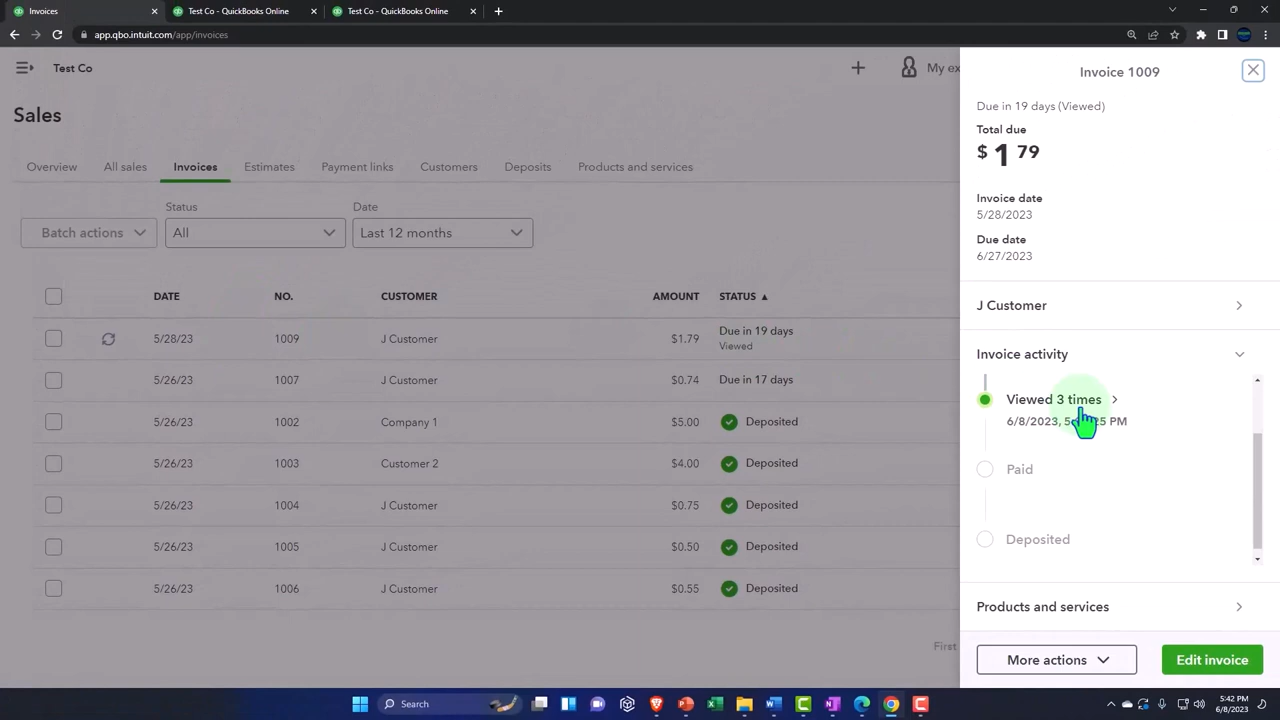 Invoices
Test Co - QuickBooks Online
Test Co - QuickBooks Online
app.qbo.intuit.com/app/invoices
Test Co
My ex
Sales
Overview
All sales
Invoices
Estimates
Payment links
Customers
Deposits
Products and services
Status
Date
Batch actions
All
Last 12 months
DATE NO. CUSTOMER AMOUNT STATUS ▲
5/28/23 1009 J Customer $1.79 Due in 19 days
Viewed
5/26/23 1007 J Customer $0.74 Due in 17 days
5/26/23 1002 Company 1 $5.00 Deposited
5/26/23 1003 Customer 2 $4.00 Deposited
5/26/23 1004 J Customer $0.75 Deposited
5/26/23 1005 J Customer $0.50 Deposited
5/26/23 1006 J Customer $0.55 Deposited
First
Invoice 1009
Due in 19 days (Viewed)
Total due
$ 1 79
Invoice date
5/28/2023
Due date
6/27/2023
J Customer
Invoice activity
Viewed 3 times
6/8/2023, 5: 25 PM
Paid
Deposited
Products and services
More actions
Edit invoice
Search
5:42 PM
6/8/2023